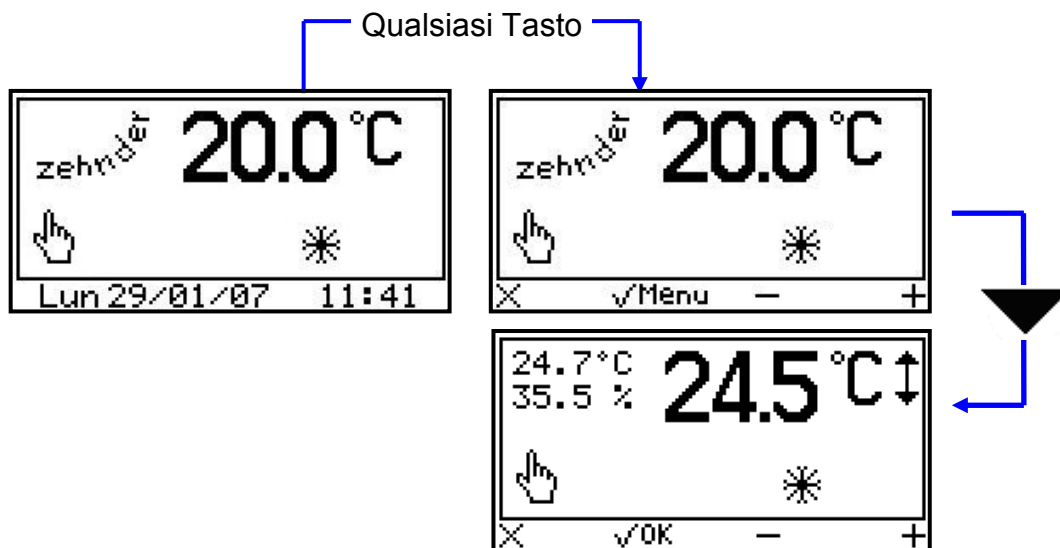 Qualsiasi Tasto
zehnder 20.0 °C
Lun 29/01/07 11:41
zehnder 20.0 °C
X √Menu — +
24.7°C
35.5 %
24.5 °C
X √OK — +